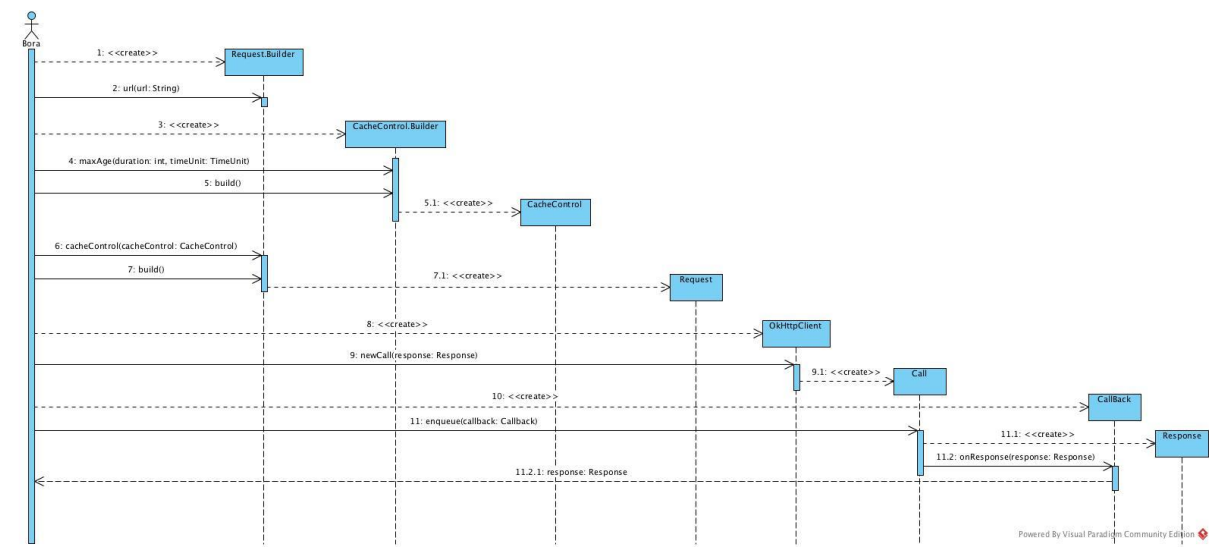 Bora
1: <<create>>
Request.Builder
2: url(url: String)
3: <<create>>
CacheControl.Builder
4: maxAge(duration: int, timeUnit: TimeUnit)
5: build()
5.1: <<create>>
CacheControl
6: cacheControl(cacheControl: CacheControl)
7: build()
7.1: <<create>>
Request
8: <<create>>
OkHttpClient
9: newCall(response: Response)
9.1: <<create>>
Call
10: <<create>>
CallBack
11: enqueue(callback: Callback)
11.1: <<create>>
Response
11.2: onResponse(response: Response)
11.2.1: response: Response
Powered By Visual Paradigm Community Edition